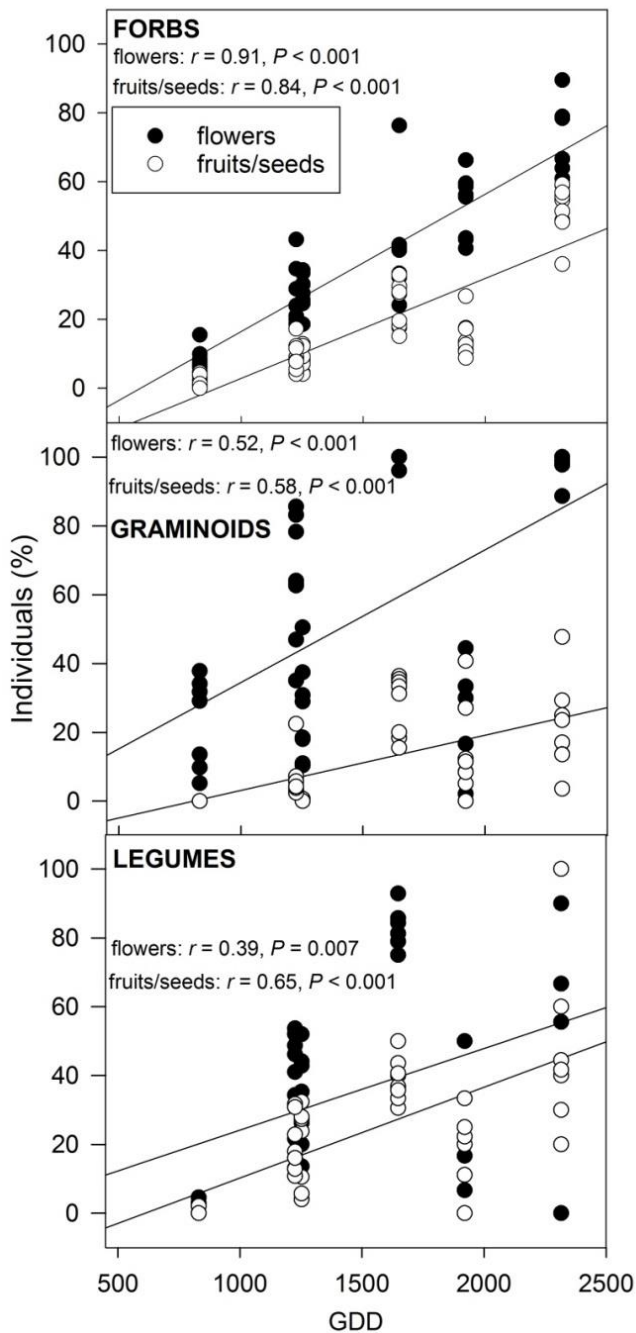 FORBS
flowers: r = 0.91, P < 0.001
fruits/seeds: r = 0.84, P < 0.001
flowers
fruits/seeds
100
80
60
40
20
0
flowers: r = 0.52, P < 0.001
fruits/seeds: r = 0.58, P < 0.001
GRAMINOIDS
100
80
60
40
20
0
Individuals (%)
LEGUMES
flowers: r = 0.39, P = 0.007
fruits/seeds: r = 0.65, P < 0.001
100
80
60
40
20
0
500 1000 1500 2000 2500
GDD